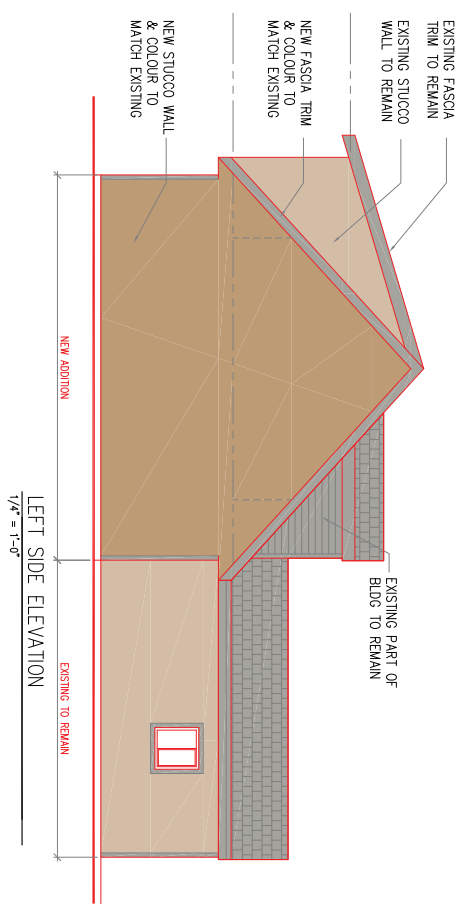 EXISTING FASCIA
TRIM TO REMAIN
EXISTING STUCCO
WALL TO REMAIN
NEW FASCIA TRIM
& COLOUR TO
MATCH EXISTING
NEW STUCCO WALL
& COLOUR TO
MATCH EXISTING
EXISTING PART OF
BLDG TO REMAIN
NEW ADDITION
EXISTING TO REMAIN
LEFT SIDE ELEVATION
1/4" = 1'-0"